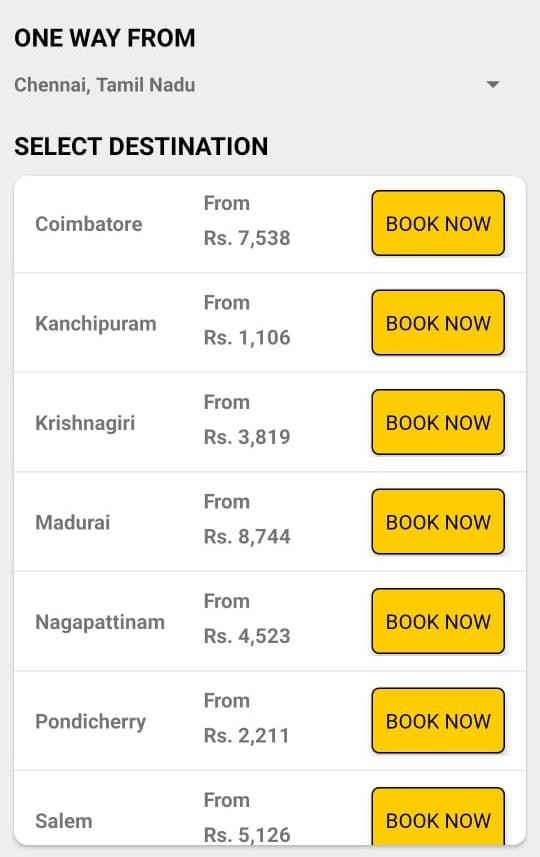 ONE WAY FROM
Chennai, Tamil Nadu
SELECT DESTINATION
Coimbatore
From
Rs. 7,538
BOOK NOW
Kanchipuram
From
Rs. 1,106
BOOK NOW
Krishnagiri
From
Rs. 3,819
BOOK NOW
Madurai
From
Rs. 8,744
BOOK NOW
Nagapattinam
From
Rs. 4,523
BOOK NOW
Pondicherry
From
Rs. 2,211
BOOK NOW
Salem
From
Rs. 5,126
BOOK NOW